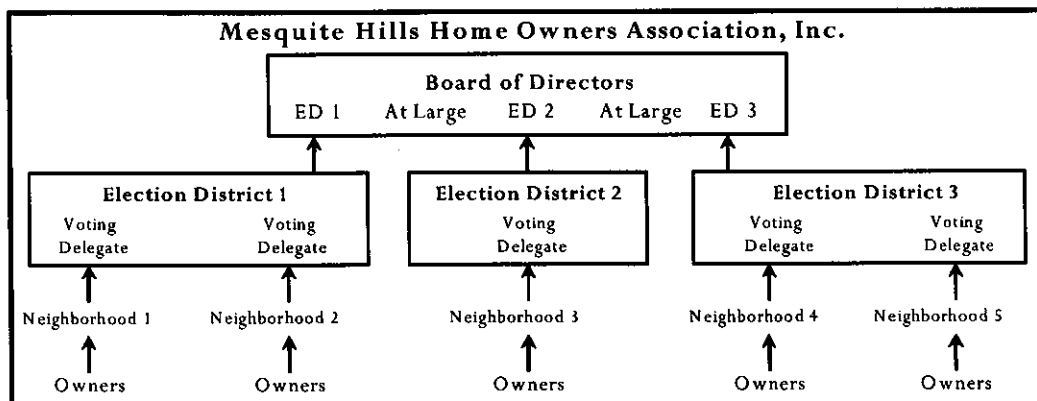 Mesquite Hills Home Owners Association, Inc.
Board of Directors
ED 1 At Large ED 2 At Large ED 3
Election District 1 Election District 2 Election District 3
Voting Voting Voting Voting Voting
Delegate Delegate Delegate Delegate Delegate
Neighborhood 1 Neighborhood 2 Neighborhood 3 Neighborhood 4 Neighborhood 5
Owners Owners Owners Owners Owners